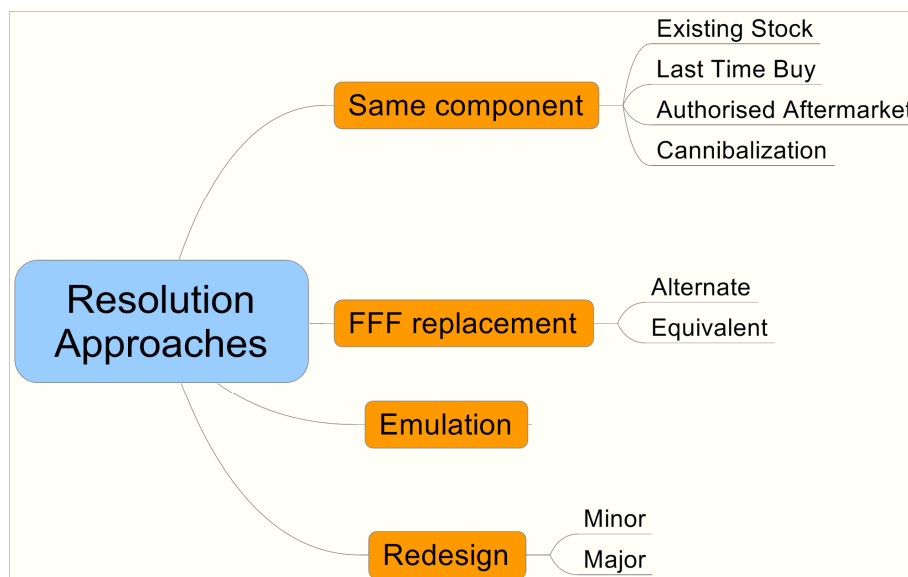 Resolution
Approaches
Same component
Existing Stock
Last Time Buy
Authorised Aftermarket
Cannibalization
FFF replacement
Alternate
Equivalent
Emulation
Redesign
Minor
Major